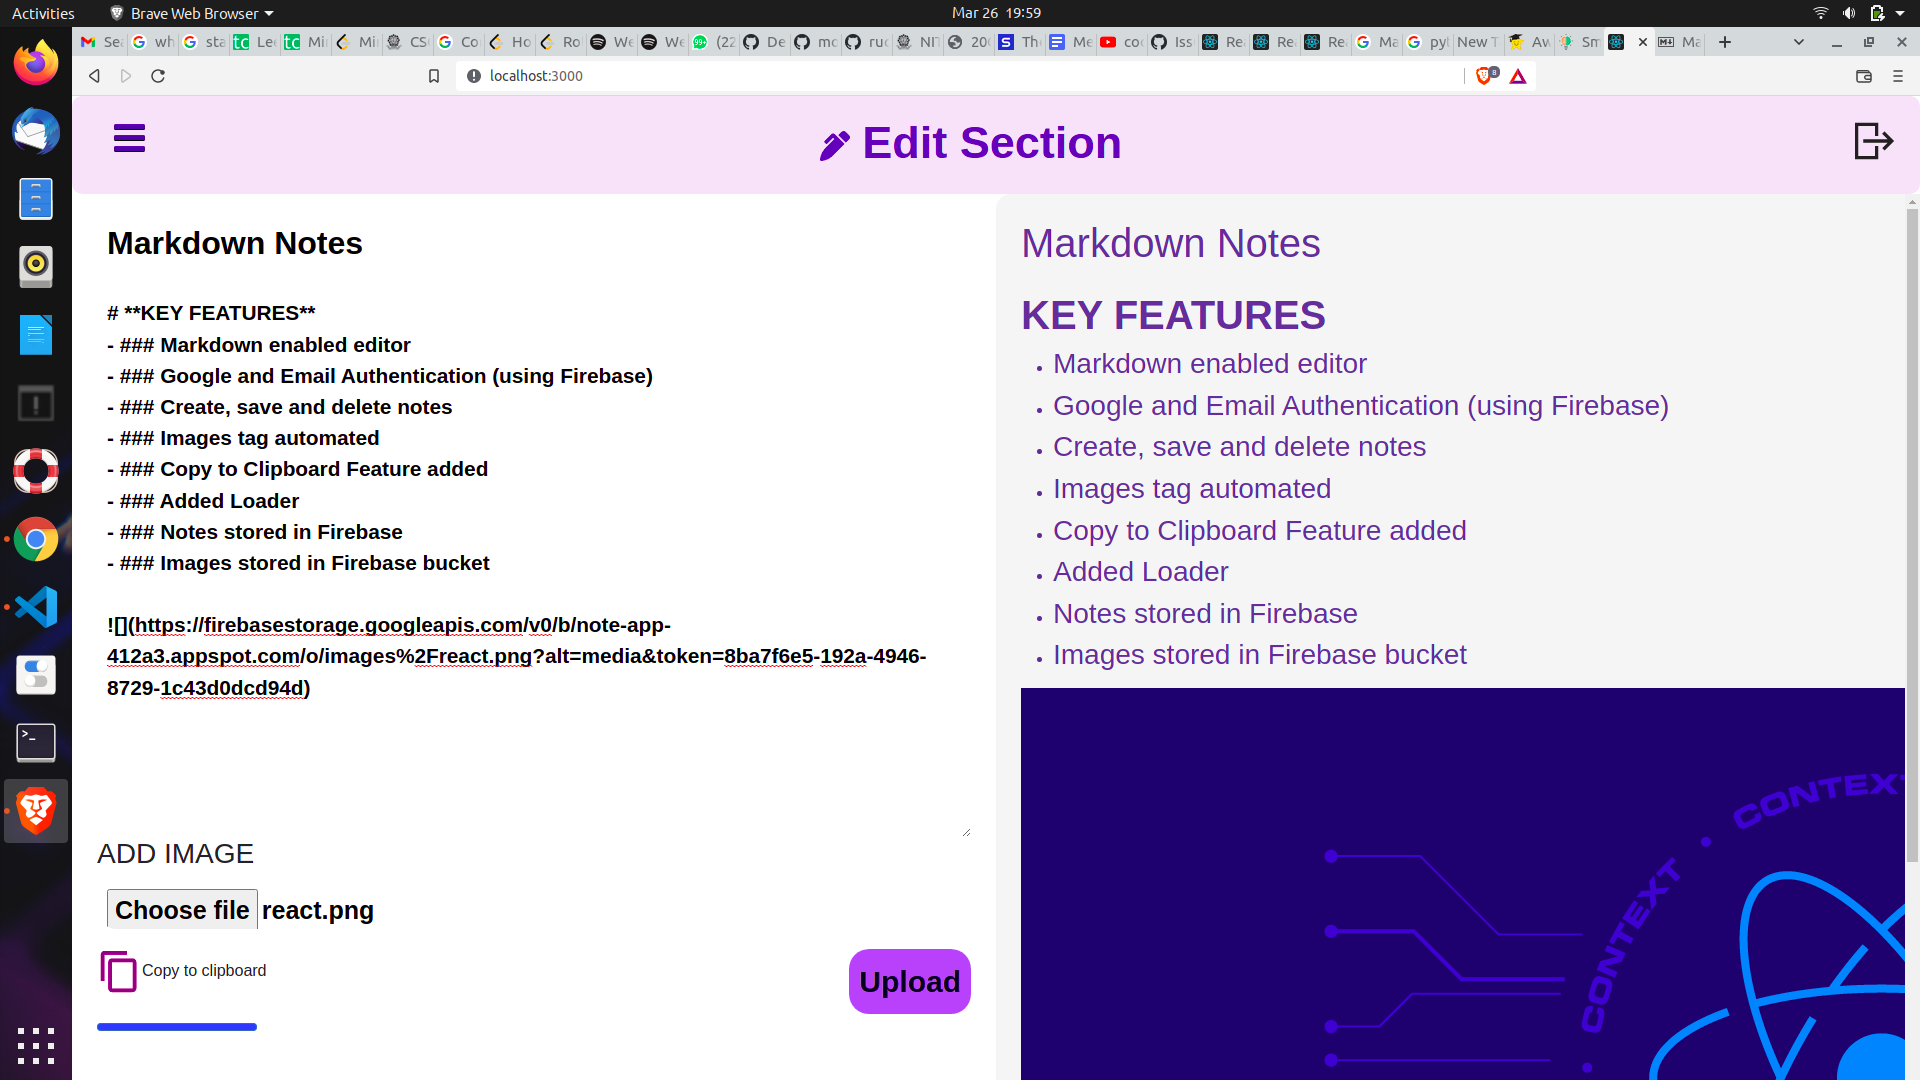 Activities
Brave Web Browser
Mar 26 19:59
localhost:3000
8
Edit Section
Markdown Notes
# **KEY FEATURES**
- ### Markdown enabled editor
- ### Google and Email Authentication (using Firebase)
- ### Create, save and delete notes
- ### Images tag automated
- ### Copy to Clipboard Feature added
- ### Added Loader
- ### Notes stored in Firebase
- ### Images stored in Firebase bucket
![](https://firebasestorage.googleapis.com/v0/b/note-app-
412a3.appspot.com/o/images%2Freact.png?alt=media&token=8ba7f6e5-192a-4946-
8729-1c43d0dcd94d)
ADD IMAGE
Choose file react.png
Copy to clipboard
Upload
Markdown Notes
KEY FEATURES
• Markdown enabled editor
• Google and Email Authentication (using Firebase)
• Create, save and delete notes
• Images tag automated
• Copy to Clipboard Feature added
• Added Loader
• Notes stored in Firebase
• Images stored in Firebase bucket
CONTEXT
CONTEXT